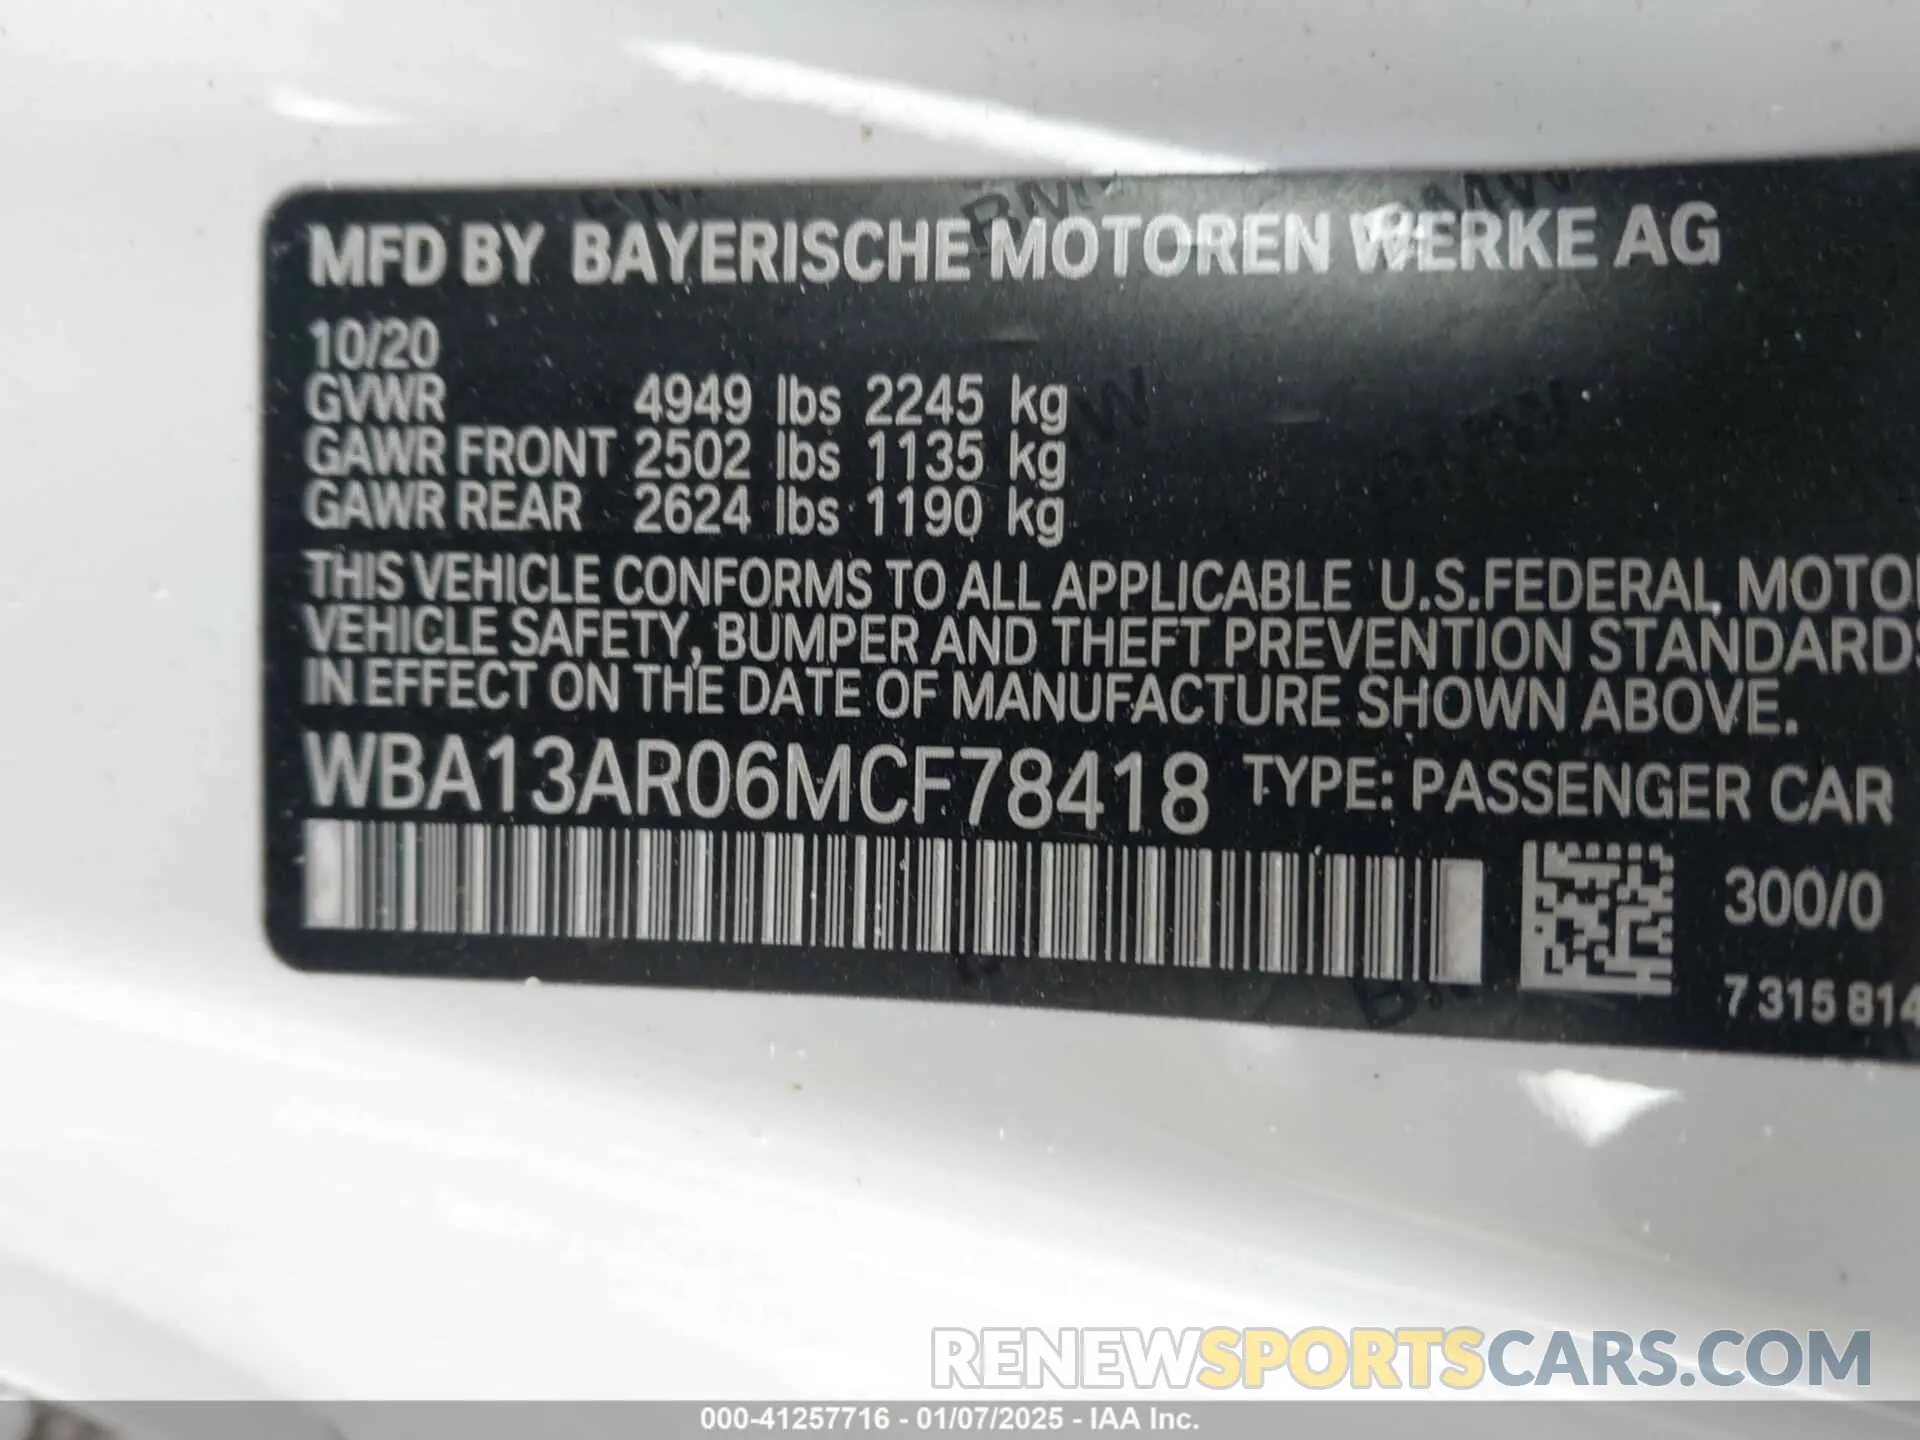 MFD BY BAYERISCHE MOTOREN WERKE AG
10/20
GVWR 4949 lbs 2245 kg
GAWR FRONT 2502 lbs 1135 kg
GAWR REAR 2624 lbs 1190 kg
THIS VEHICLE CONFORMS TO ALL APPLICABLE U.S.FEDERAL MOTOR
VEHICLE SAFETY, BUMPER AND THEFT PREVENTION STANDARDS
IN EFFECT ON THE DATE OF MANUFACTURE SHOWN ABOVE.
WBA13AR06MCF78418 TYPE: PASSENGER CAR
300/0
7 315 814
RENEWSPORTSCARS.COM
000-41257716 - 01/07/2025 - IAA Inc.